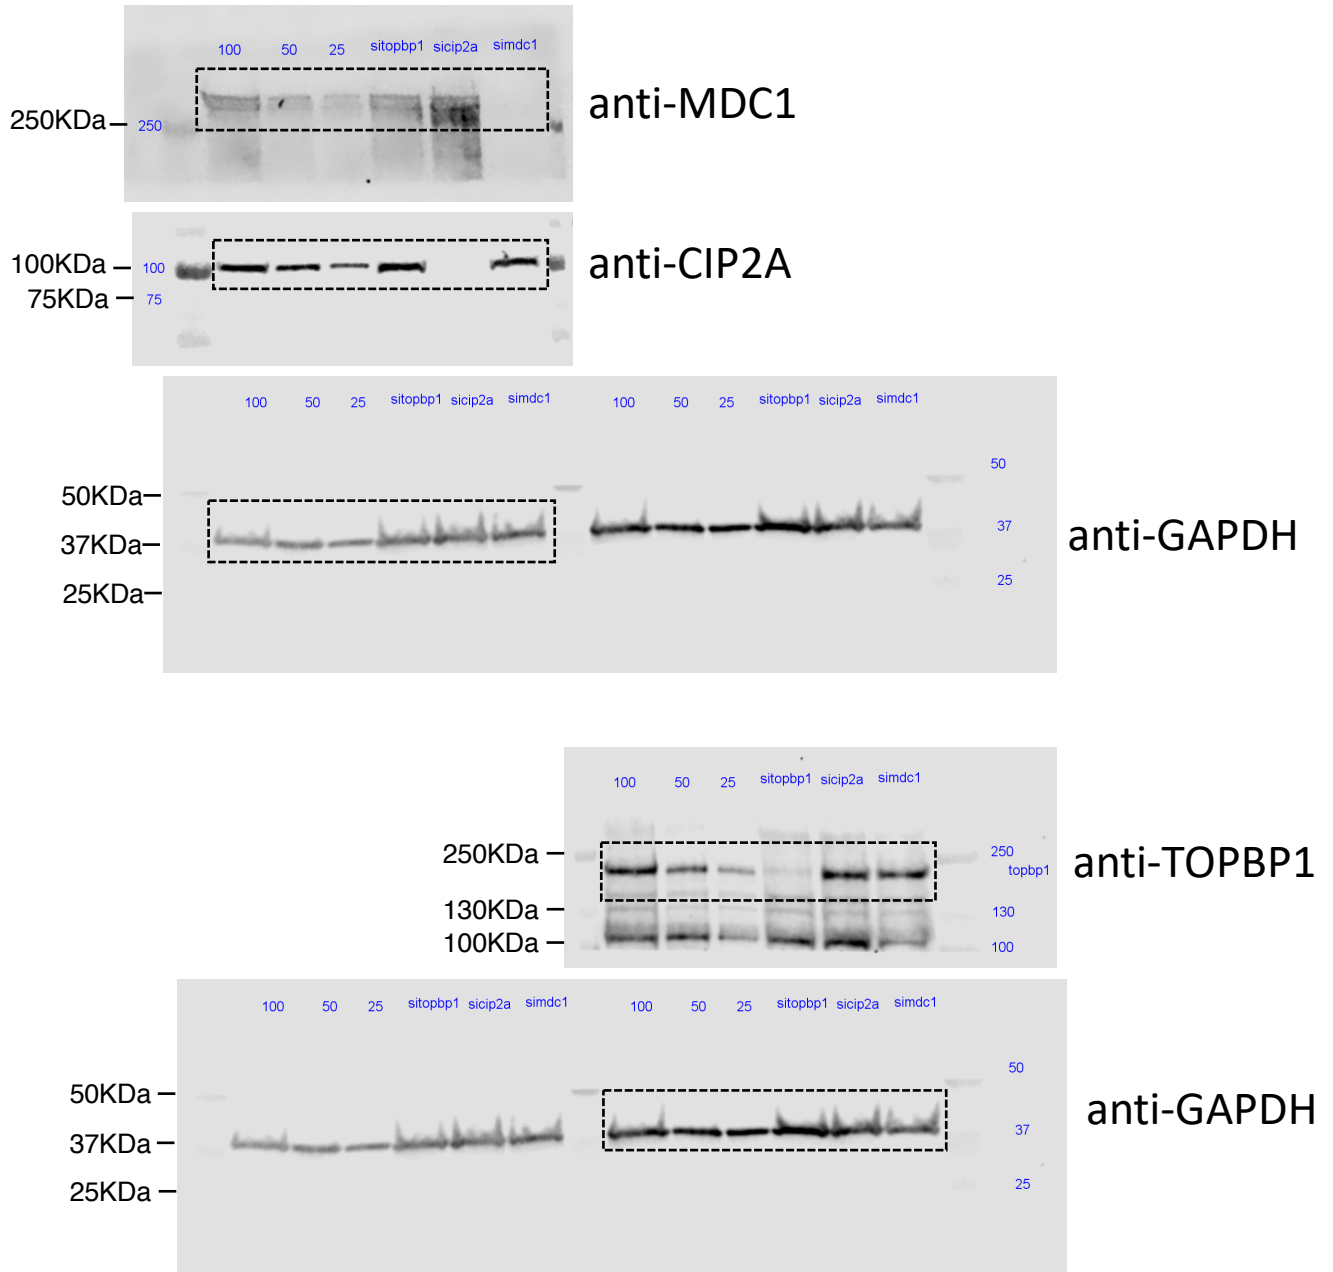 100 50 25 sitopbp1 sicip2a simdc1
anti-MDC1
250KDa 250
anti-CIP2A
100KDa 100
75KDa 75
100 50 25 sitopbp1 sicip2a simdc1 100 50 25 sitopbp1 sicip2a simdc1
50
50KDa
37
anti-GAPDH
37KDa
25
25KDa
100 50 25 sitopbp1 sicip2a simdc1
250KDa 250
topbp1 anti-TOPBP1
130KDa 130
100KDa 100
100 50 25 sitopbp1 sicip2a simdc1 100 50 25 sitopbp1 sicip2a simdc1
50
50KDa
anti-GAPDH
37
37KDa
25
25KDa